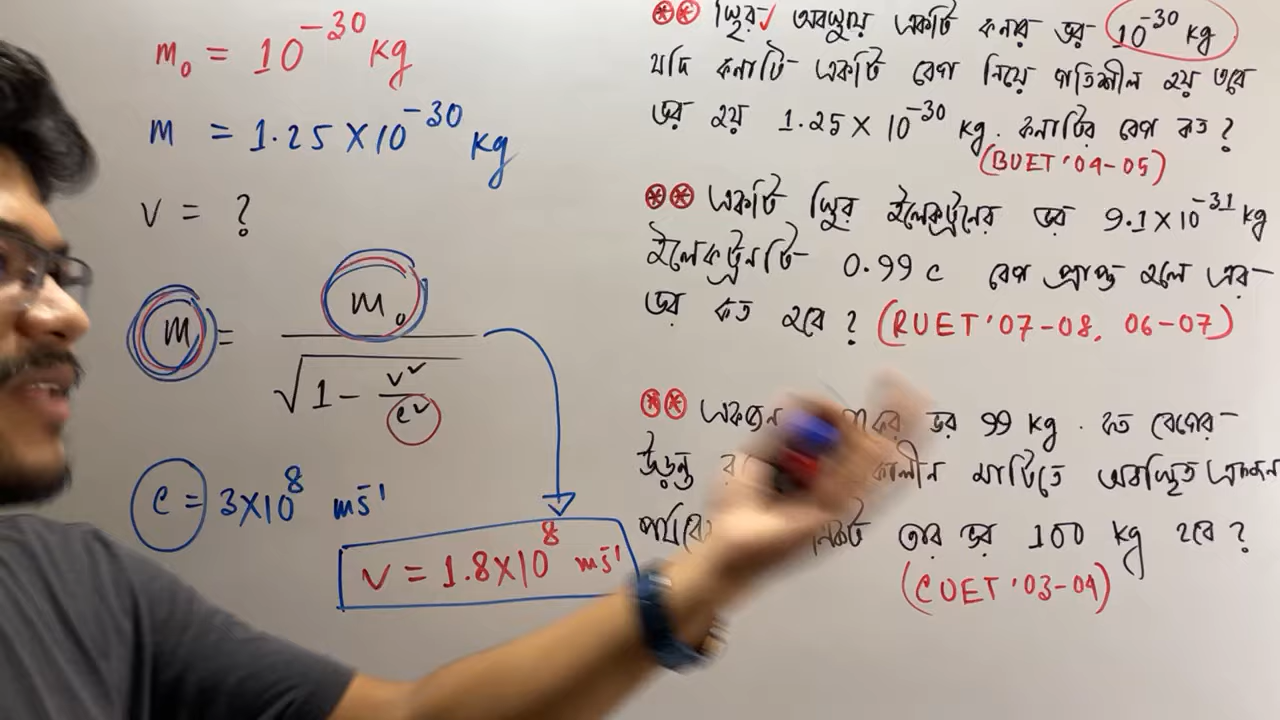 m₀ = 10⁻³⁰ kg
m = 1.25 × 10⁻³⁰ kg
v = ?
m = m₀ / √(1 − v²/c²)
c = 3×10⁸ ms⁻¹
v = 1.8×10⁸ ms⁻¹
স্থির অবস্থায় একটি কনার ভর 10⁻³⁰ kg
যদি কনাটি একটি বেগ নিয়ে গতিশীল হয় তবে
ভর হয় 1.25 × 10⁻³⁰ kg. কনাটির বেগ কত ?
(BUET '04-05)
একটি স্থির ইলেকট্রনের ভর 9.1×10⁻³¹ kg
ইলেকট্রনটি 0.99 c বেগ প্রাপ্ত হলে এর
ভর কত হবে ? (RUET '07-08, 06-07)
ভর 99 kg . কত বেগের
উড়ন্ত মাটিতে অবস্থিত একজন
তার ভর 100 kg হবে ?
(CUET '03-04)